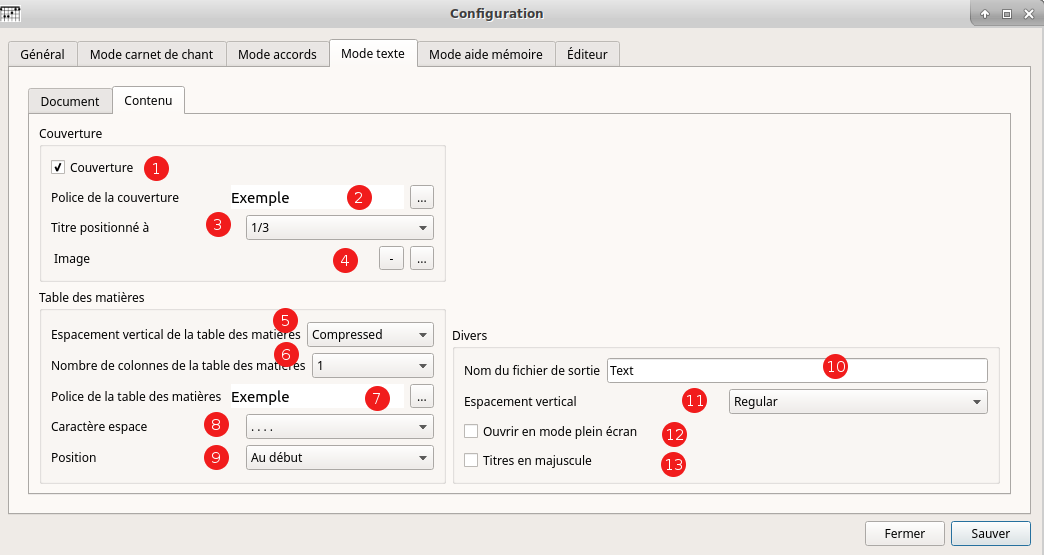 Configuration
Général Mode carnet de chant Mode accords Mode texte Mode aide mémoire Éditeur
Document Contenu
Couverture
Couverture 1
Police de la couverture Exemple 2 ...
Titre positionné à 3 1/3
Image 4 - ...
Table des matières
Espacement vertical de la table des matières 5 Compressed
Nombre de colonnes de la table des matières 6 1
Police de la table des matières Exemple 7 ...
Caractère espace 8 . . . .
Position 9 Au début
Divers
Nom du fichier de sortie Text 10
Espacement vertical 11 Regular
Ouvrir en mode plein écran 12
Titres en majuscule 13
Fermer Sauver